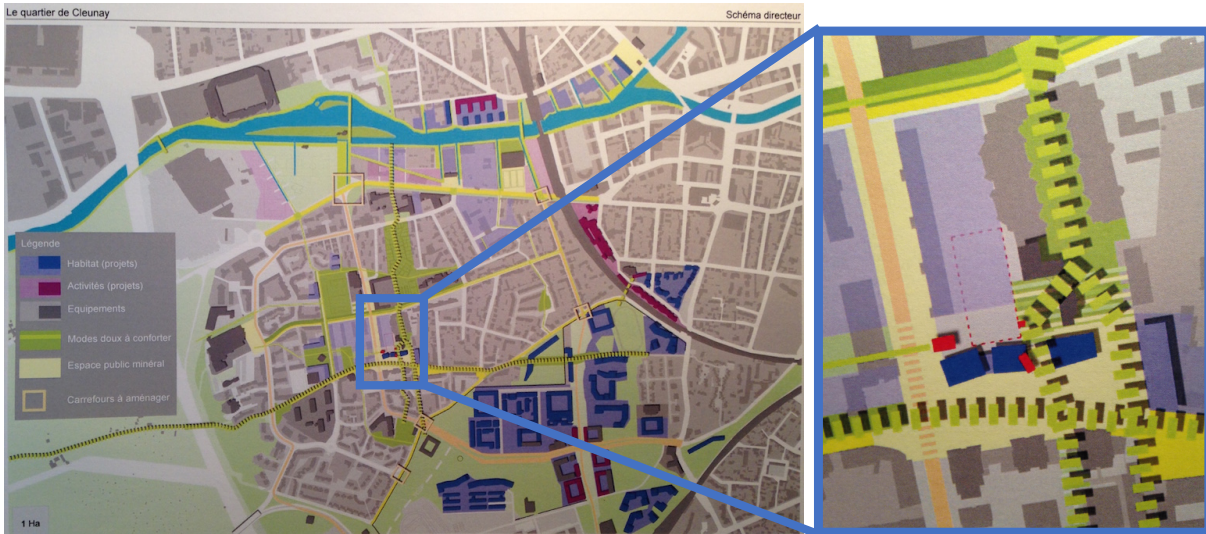 Le quartier de Cleunay
Schéma directeur
Légende
Habitat (projets)
Activités (projets)
Equipements
Modes doux à conforter
Espace public minéral
Carrefours à aménager
1 Ha